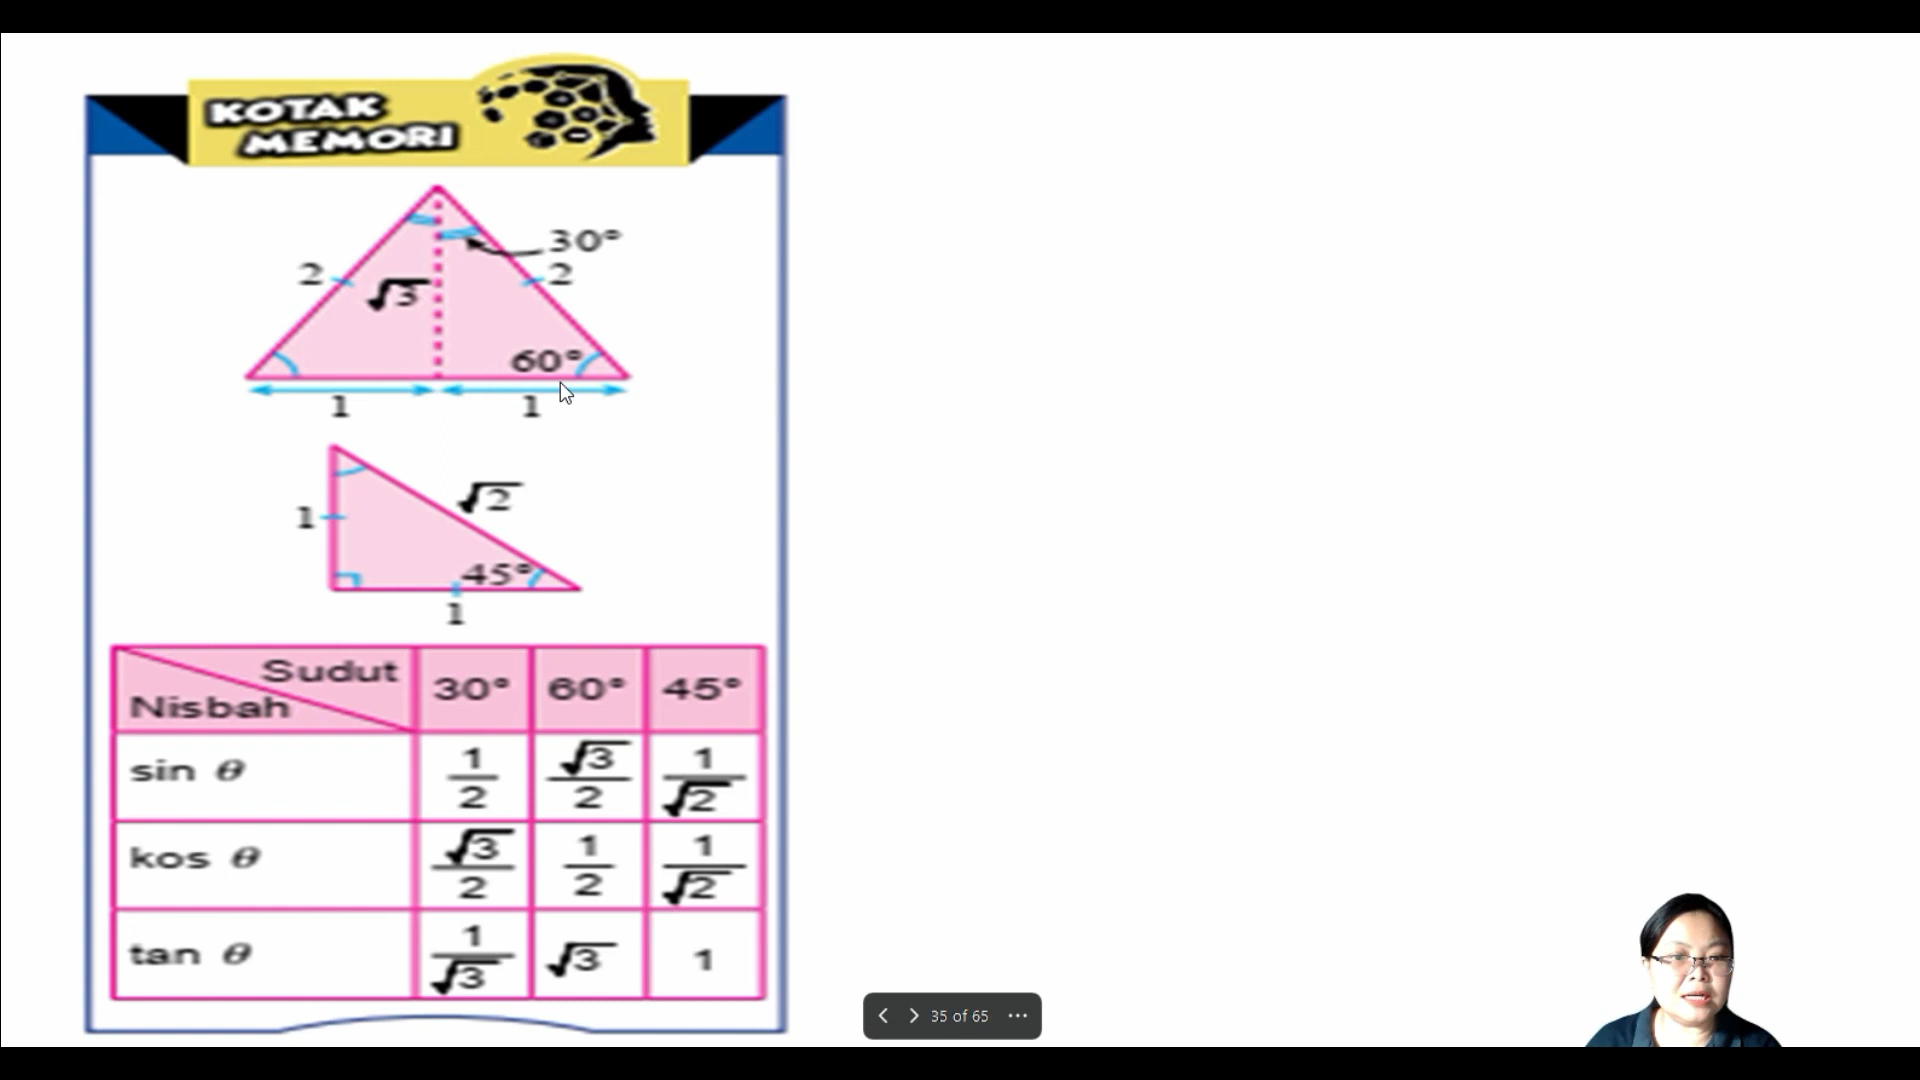 KOTAK
MEMORI
30°
2
2
√3
60°
1
1
√2
1
45°
1
Sudut
Nisbah
30° 60° 45°
sin θ 1/2 √3/2 1/√2
kos θ √3/2 1/2 1/√2
tan θ 1/√3 √3 1
35 of 65